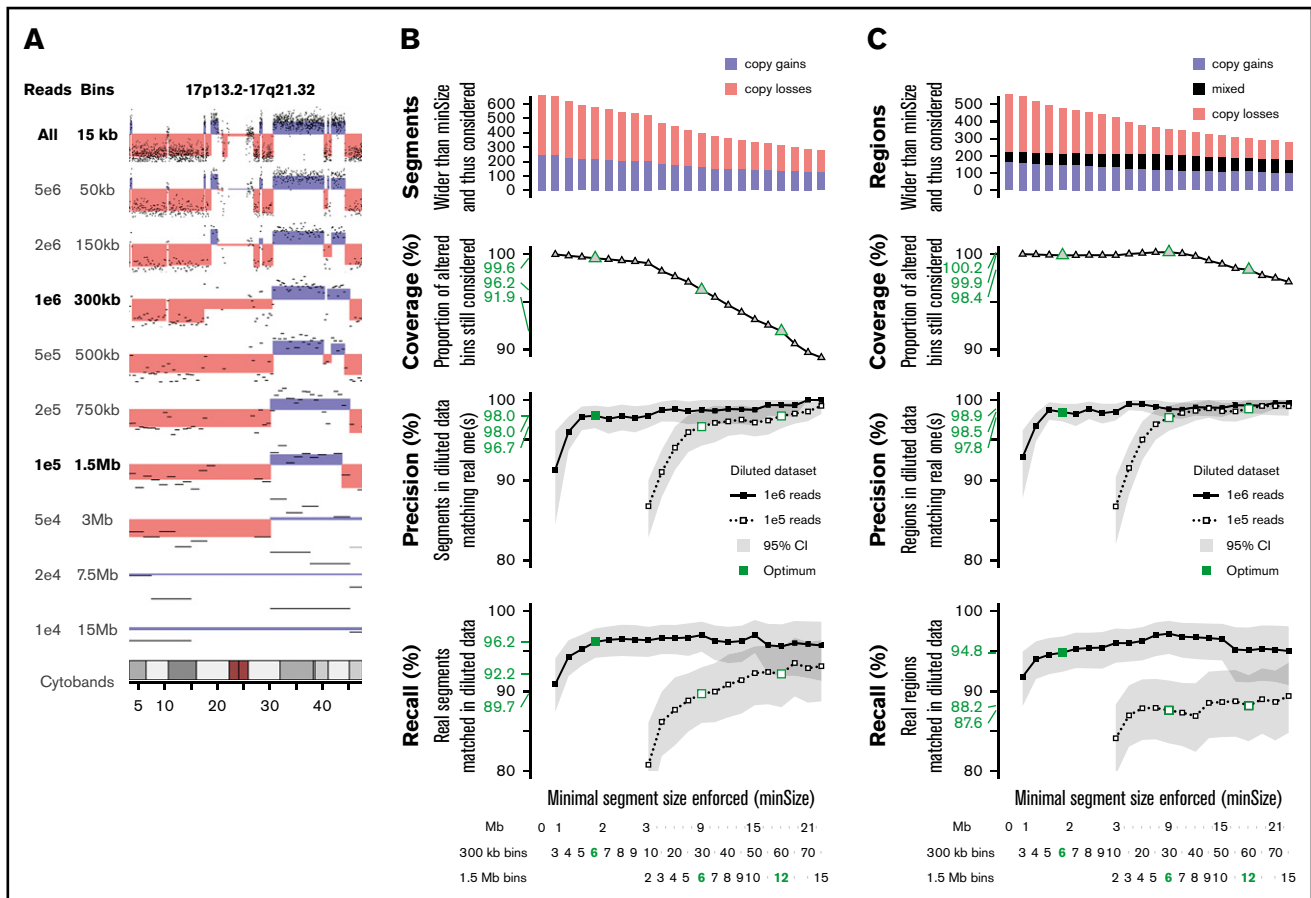 A
Reads Bins 17p13.2-17q21.32
All 15 kb
5e6 50kb
2e6 150kb
1e6 300kb
5e5 500kb
2e5 750kb
1e5 1.5Mb
5e4 3Mb
2e4 7.5Mb
1e4 15Mb
Cytobands
5 10 20 30 40
B
copy gains
copy losses
Segments
Wider than minSize
and thus considered
600
500
400
300
200
100
0
Coverage (%)
Proportion of altered
bins still considered
100
99.6
96.2
91.9
90
Precision (%)
Segments in diluted data
matching real one(s)
100
98.0
98.0
96.7
90
80
Diluted dataset
1e6 reads
1e5 reads
95% CI
Optimum
Recall (%)
Real segments
matched in diluted data
100
96.2
92.2
90
89.7
80
Minimal segment size enforced (minSize)
Mb 0 1 2 3 9 15 21
300 kb bins 3 4 5 6 7 8 9 10 20 30 40 50 60 70
1.5 Mb bins 2 3 4 5 6 7 8 9 10 12 15
C
copy gains
mixed
copy losses
Regions
Wider than minSize
and thus considered
500
400
300
200
100
0
Coverage (%)
Proportion of altered
bins still considered
100
100.2
99.9
98.4
90
Precision (%)
Regions in diluted data
matching real one(s)
100
98.9
98.5
97.8
90
80
Diluted dataset
1e6 reads
1e5 reads
95% CI
Optimum
Recall (%)
Real regions
matched in diluted data
100
94.8
90
88.2
87.6
80
Minimal segment size enforced (minSize)
Mb 0 1 2 3 9 15 21
300 kb bins 3 4 5 6 7 8 9 10 20 30 40 50 60 70
1.5 Mb bins 2 3 4 5 6 7 8 9 10 12 15